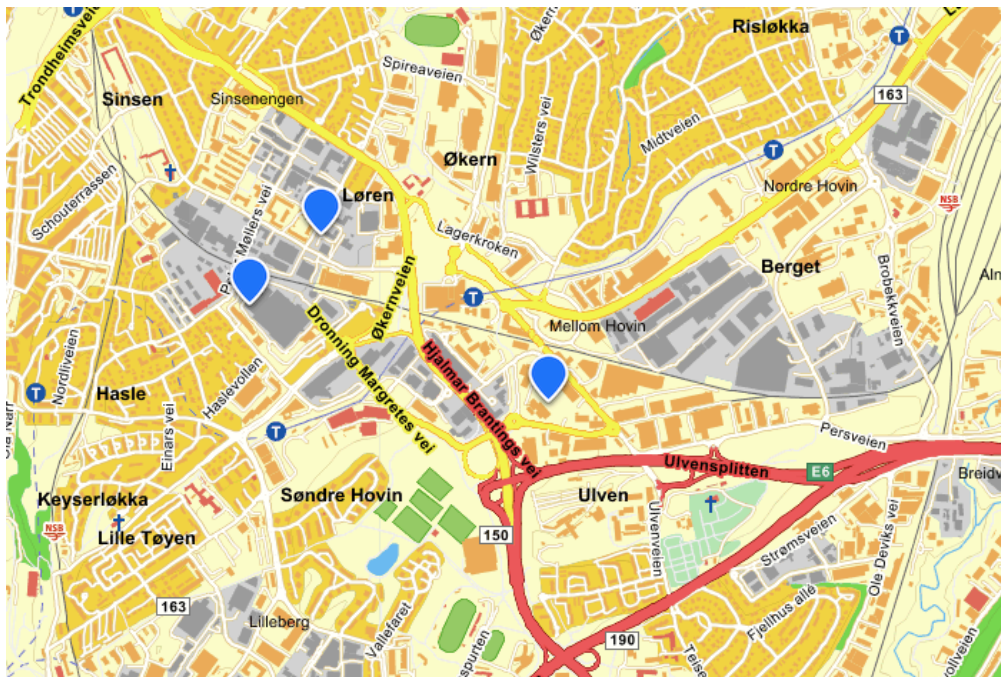 Trondheimsveien
T
Sinsen
Sinsenengen
Spireaveien
Risløkka
T
163
Økern
Wilsters vei
Midtveien
T
Nordre Hovin
NSB
Schouterrassen
Løren
Lagerkroken
Berget
Brobekkveien
Økernveien
Dronning Margretes vei
T
Mellom Hovin
Hjalmar Brantings vei
Nordliveien
T
Hasle
Haslevollen
Einars vei
T
Persveien
Ulvensplitten
E6
Keyserløkka
NSB
Lille Tøyen
Søndre Hovin
150
Ulven
Ulvenveien
Strømsveien
Ole Deviks vei
163
Lilleberg
Vallefaret
190
Fjellhus allé